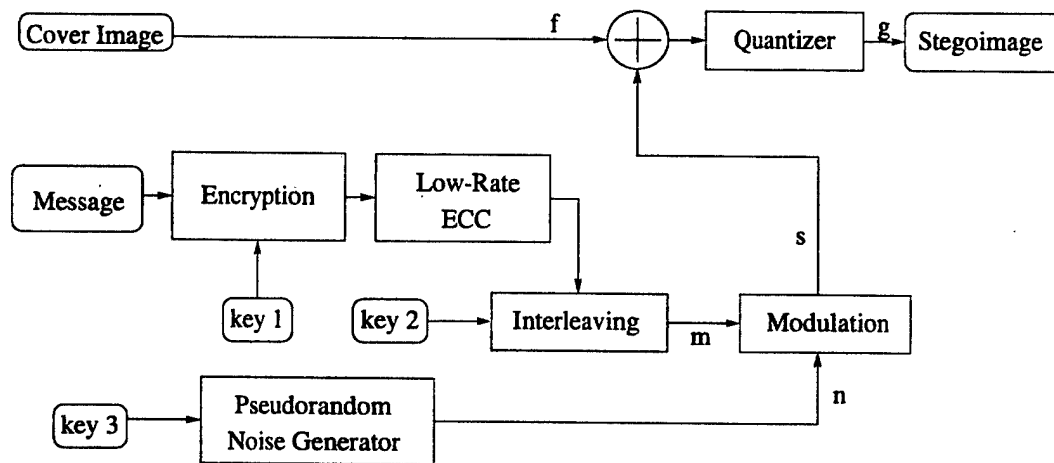 Cover Image
f
Quantizer
g
Stegoimage
Message
Encryption
Low-Rate
ECC
s
key 1
key 2
Interleaving
m
Modulation
n
key 3
Pseudorandom
Noise Generator